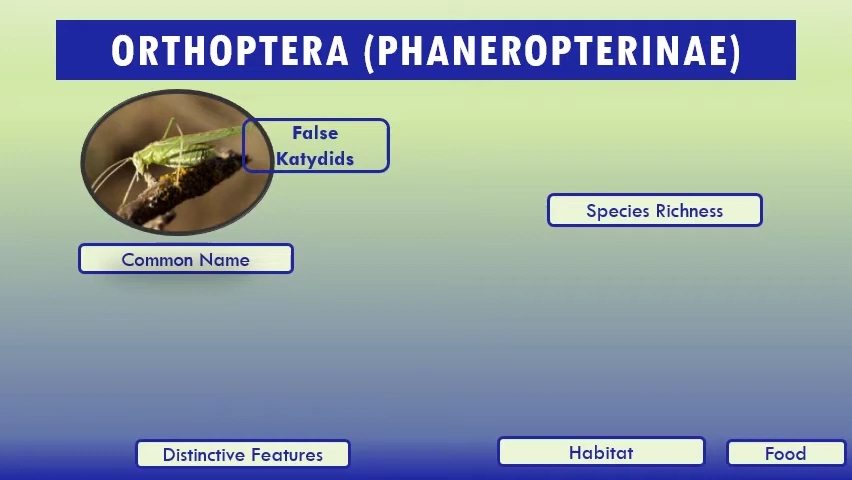 ORTHOPTERA (PHANEROPTERINAE)
False
Katydids
Species Richness
Common Name
Distinctive Features
Habitat
Food